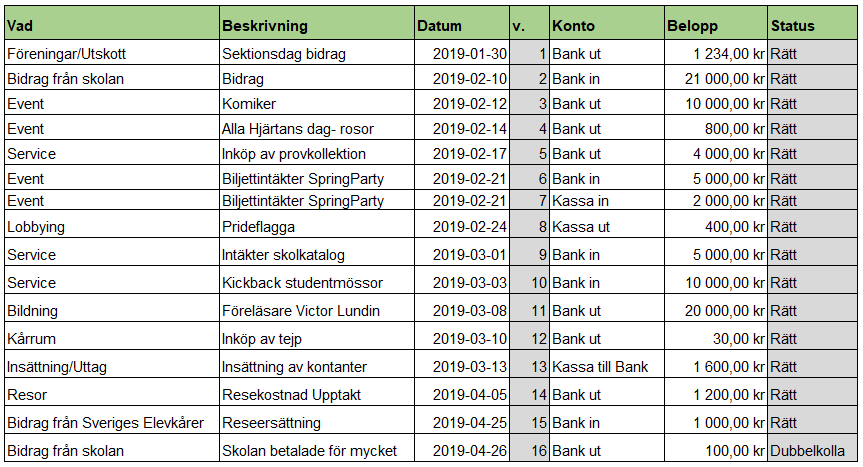 Vad Beskrivning Datum v. Konto Belopp Status
Föreningar/Utskott Sektionsdag bidrag 2019-01-30 1 Bank ut 1 234,00 kr Rätt
Bidrag från skolan Bidrag 2019-02-10 2 Bank in 21 000,00 kr Rätt
Event Komiker 2019-02-12 3 Bank ut 10 000,00 kr Rätt
Event Alla Hjärtans dag- rosor 2019-02-14 4 Bank ut 800,00 kr Rätt
Service Inköp av provkollektion 2019-02-17 5 Bank ut 4 000,00 kr Rätt
Event Biljettintäkter SpringParty 2019-02-21 6 Bank in 5 000,00 kr Rätt
Event Biljettintäkter SpringParty 2019-02-21 7 Kassa in 2 000,00 kr Rätt
Lobbying Prideflagga 2019-02-24 8 Kassa ut 400,00 kr Rätt
Service Intäkter skolkatalog 2019-03-01 9 Bank in 5 000,00 kr Rätt
Service Kickback studentmössor 2019-03-03 10 Bank in 10 000,00 kr Rätt
Bildning Föreläsare Victor Lundin 2019-03-08 11 Bank ut 20 000,00 kr Rätt
Kårrum Inköp av tejp 2019-03-10 12 Bank ut 30,00 kr Rätt
Insättning/Uttag Insättning av kontanter 2019-03-13 13 Kassa till Bank 1 600,00 kr Rätt
Resor Resekostnad Upptakt 2019-04-05 14 Bank ut 1 200,00 kr Rätt
Bidrag från Sveriges Elevkårer Reseersättning 2019-04-25 15 Bank in 1 000,00 kr Rätt
Bidrag från skolan Skolan betalade för mycket 2019-04-26 16 Bank ut 100,00 kr Dubbelkolla